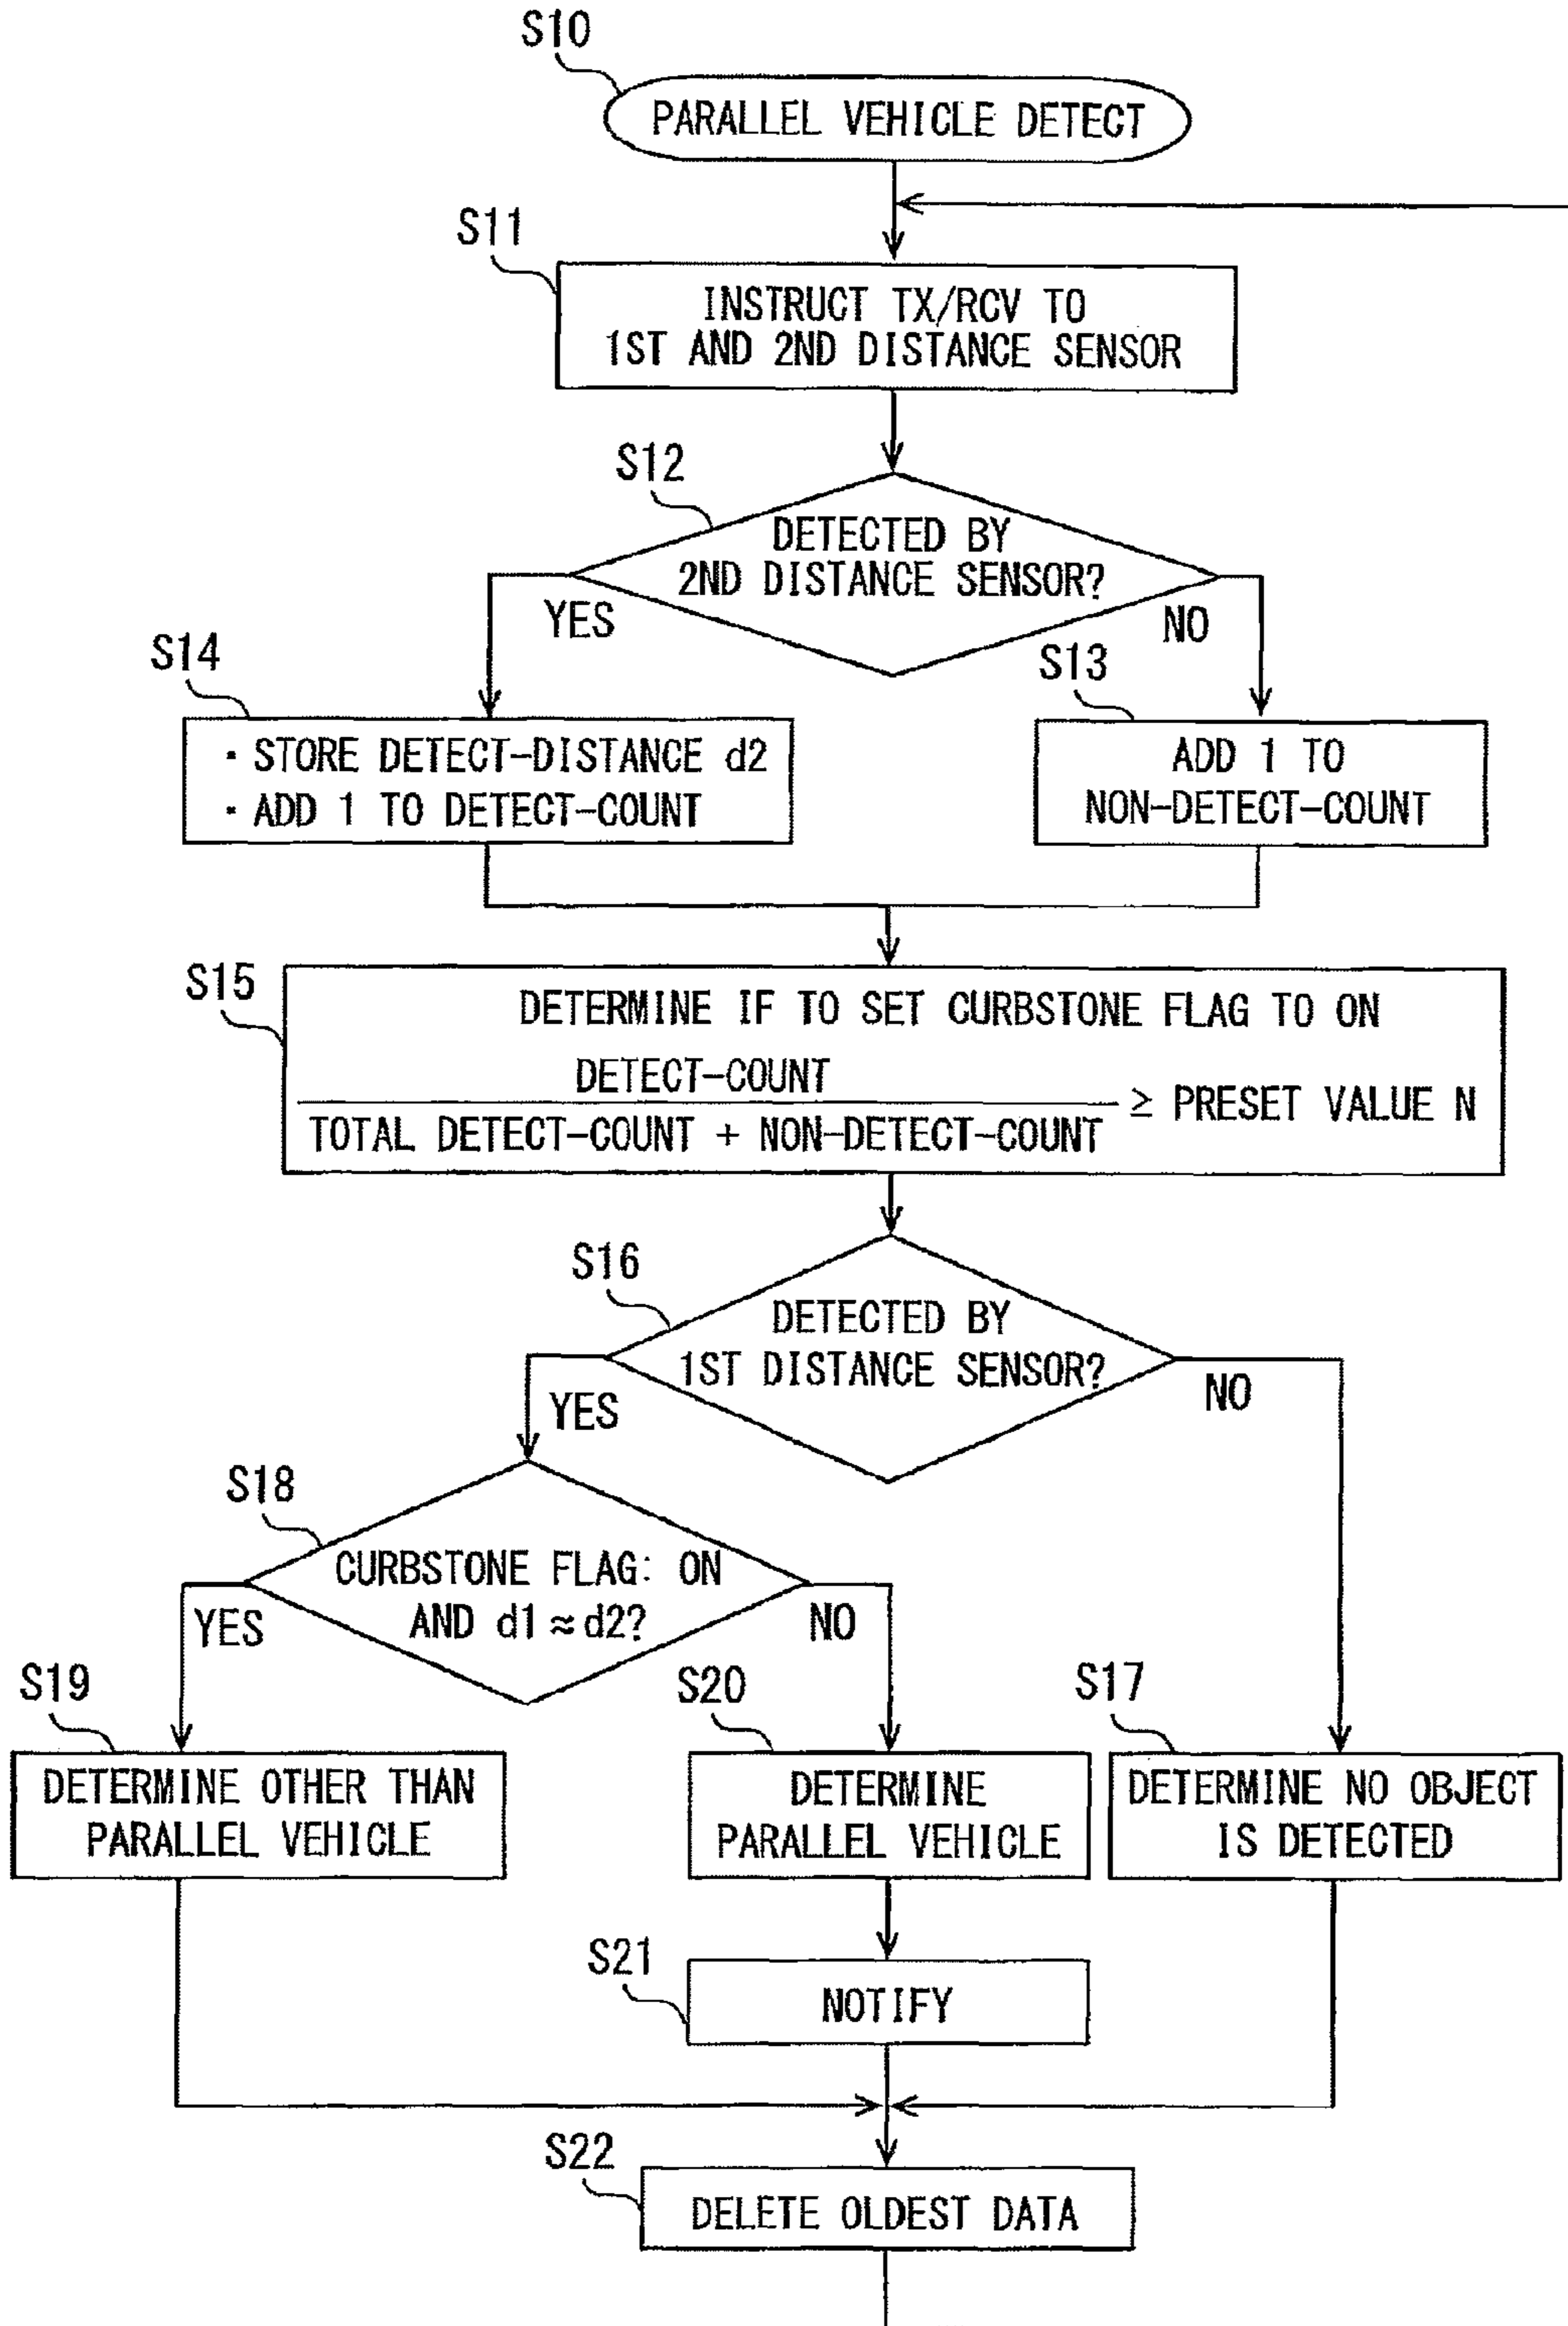 S10
PARALLEL VEHICLE DETECT
S11
INSTRUCT TX/RCV TO
1ST AND 2ND DISTANCE SENSOR
S12
DETECTED BY
2ND DISTANCE SENSOR?
YES
NO
S14
· STORE DETECT-DISTANCE d2
· ADD 1 TO DETECT-COUNT
S13
ADD 1 TO
NON-DETECT-COUNT
S15
DETERMINE IF TO SET CURBSTONE FLAG TO ON
DETECT-COUNT
TOTAL DETECT-COUNT + NON-DETECT-COUNT
≥ PRESET VALUE N
S16
DETECTED BY
1ST DISTANCE SENSOR?
YES
NO
S18
CURBSTONE FLAG: ON
AND d1 ≈ d2?
YES
NO
S19
DETERMINE OTHER THAN
PARALLEL VEHICLE
S20
DETERMINE
PARALLEL VEHICLE
S17
DETERMINE NO OBJECT
IS DETECTED
S21
NOTIFY
S22
DELETE OLDEST DATA